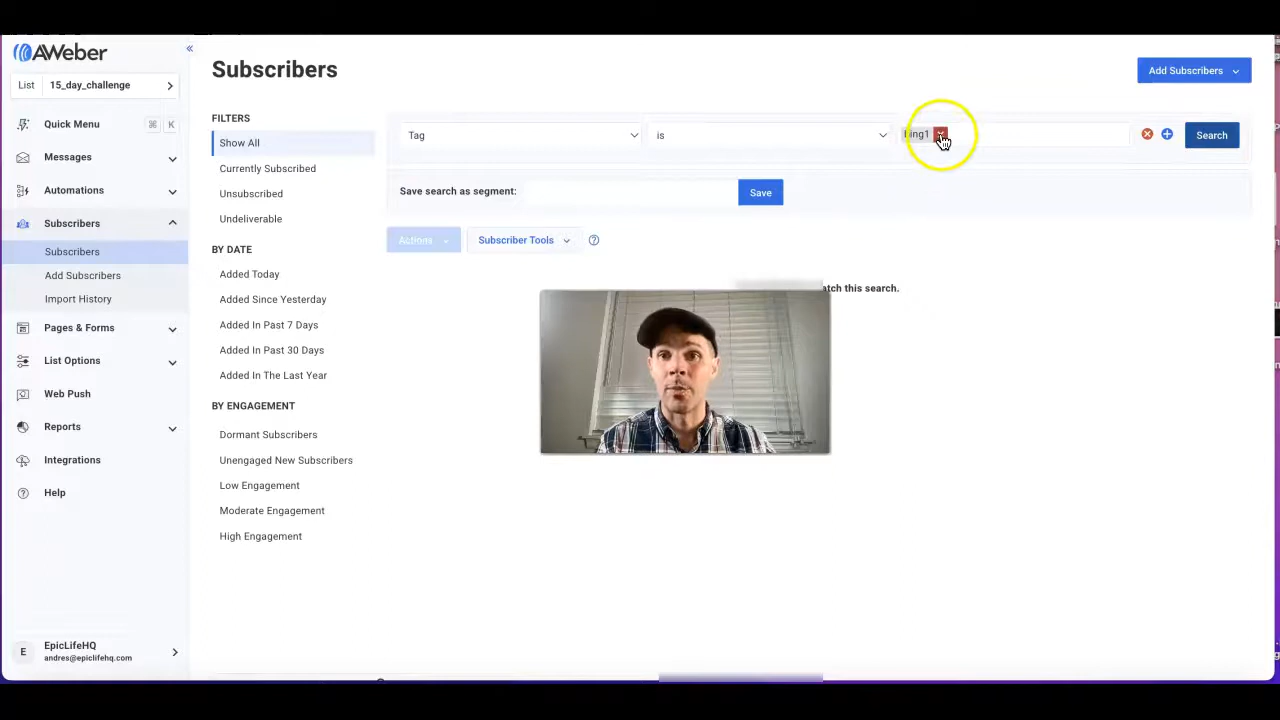 AWeber
List 15_day_challenge
Quick Menu ⌘ K
Messages
Automations
Subscribers
Subscribers
Add Subscribers
Import History
Pages & Forms
List Options
Web Push
Reports
Integrations
Help
E EpicLifeHQ
andres@epiclifehq.com
Subscribers
Add Subscribers
FILTERS
Show All
Currently Subscribed
Unsubscribed
Undeliverable
BY DATE
Added Today
Added Since Yesterday
Added In Past 7 Days
Added In Past 30 Days
Added In The Last Year
BY ENGAGEMENT
Dormant Subscribers
Unengaged New Subscribers
Low Engagement
Moderate Engagement
High Engagement
Tag is Search
Save search as segment: Save
Actions Subscriber Tools
this search.